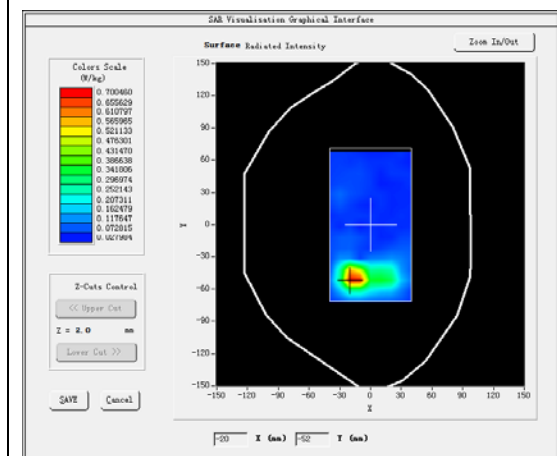 SAR Visualisation Graphical Interface
Surface Radiated Intensity
Zoom In/Out
Colors Scale
(W/kg)
0.700460
0.655629
0.610797
0.565965
0.521133
0.476301
0.431470
0.386638
0.341806
0.296974
0.252143
0.207311
0.162479
0.117647
0.072815
0.027984
150
120
90
60
30
0
-30
-60
-90
-120
-150
Y
-150 -120 -90 -60 -30 0 30 60 90 120 150
X
Z-Cuts Control
<< Upper Cut
Z = 2.0 mm
Lower Cut >>
SAVE Cancel
-20 X (mm) -52 Y (mm)